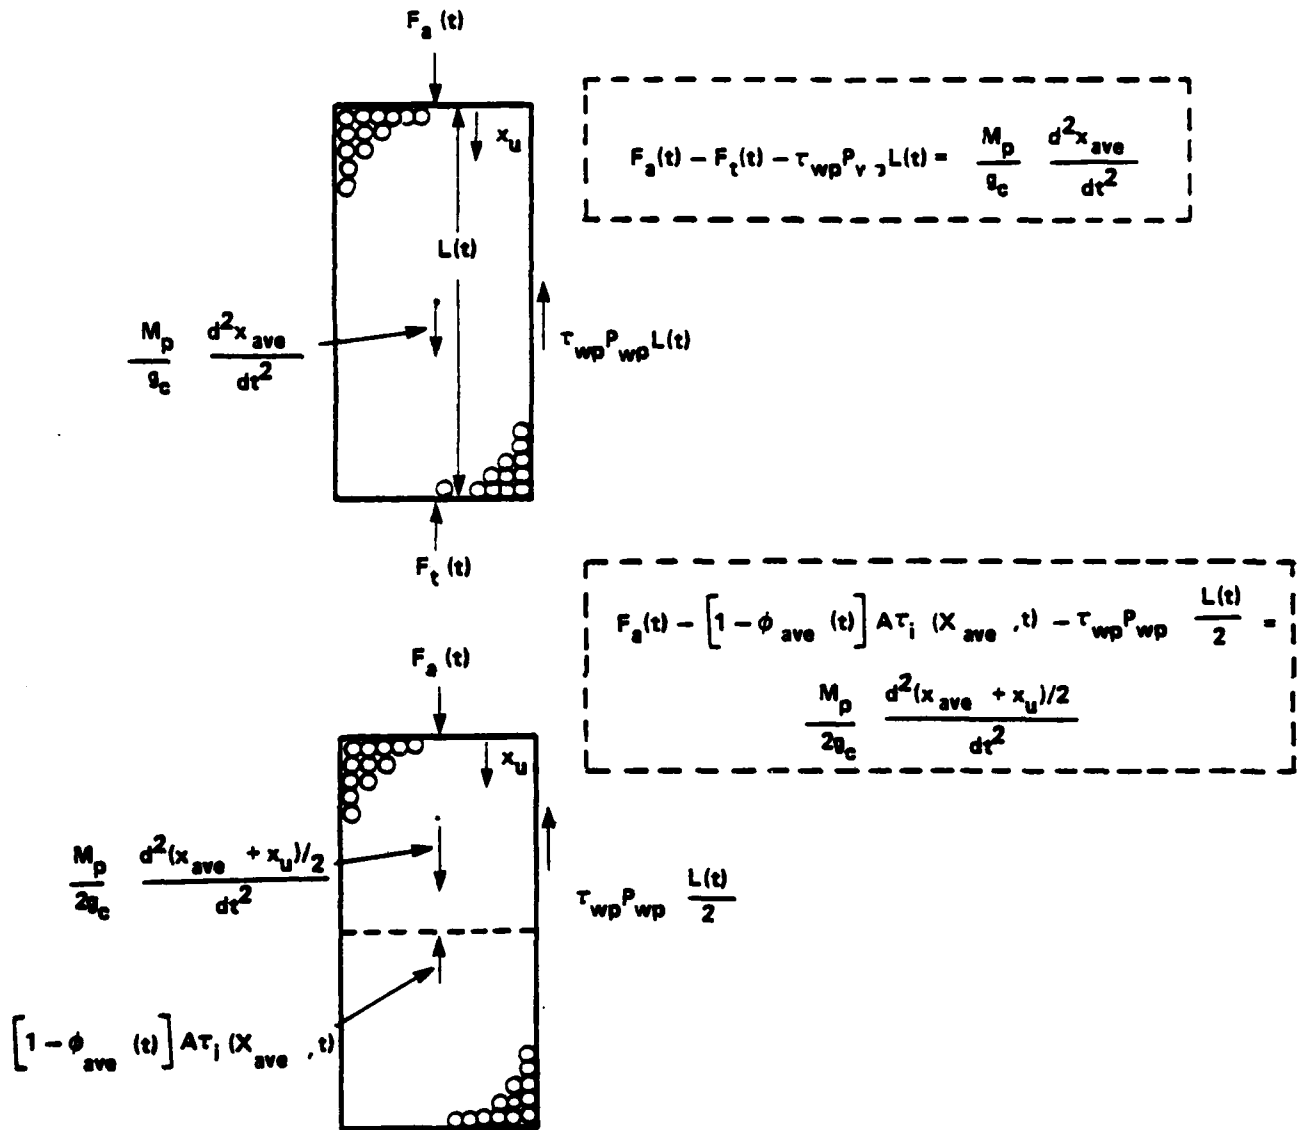 F_a (t)
x_u
F_a(t) − F_t(t) − τ_wp P L(t) = M_p/g_c d²x_ave/dt²
L(t)
M_p/g_c d²x_ave/dt²
τ_wp P_wp L(t)
F_t (t)
F_a(t) − [1 − ϕ_ave (t)] Aτ_i (X_ave , t) − τ_wp P_wp L(t)/2 =
M_p/2g_c d²(x_ave + x_u)/2/dt²
F_a (t)
x_u
M_p/2g_c d²(x_ave + x_u)/2/dt²
τ_wp P_wp L(t)/2
[1 − ϕ_ave (t)] Aτ_i (X_ave , t)